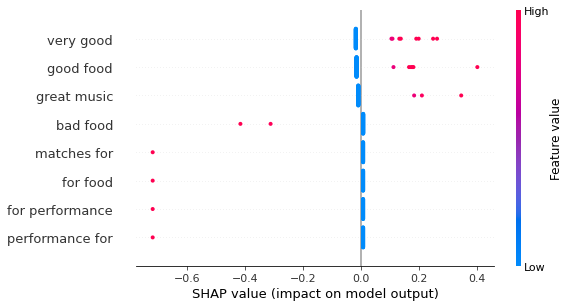 High
very good
good food
great music
bad food
matches for
for food
for performance
performance for
Feature value
Low
−0.6 −0.4 −0.2 0.0 0.2 0.4
SHAP value (impact on model output)